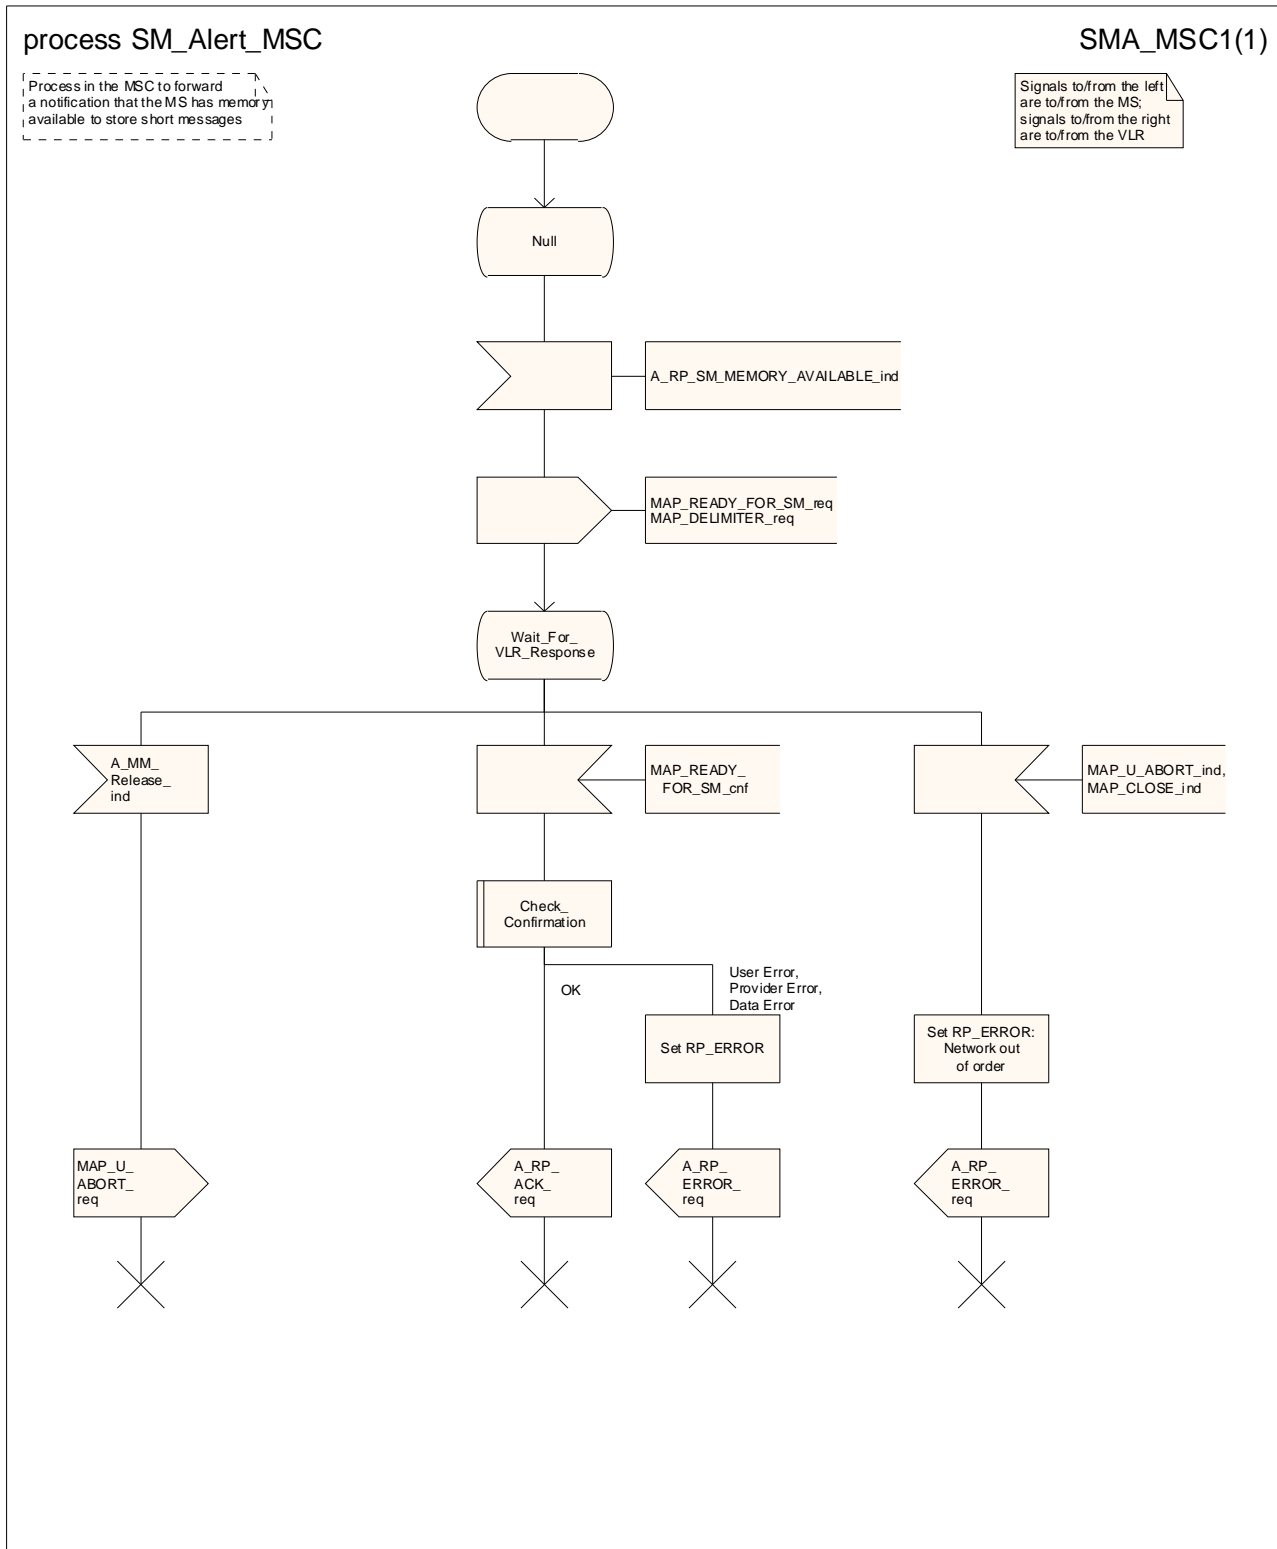 process SM_Alert_MSC
SMA_MSC1(1)
Process in the MSC to forward
a notification that the MS has memory
available to store short messages
Signals to/from the left
are to/from the MS;
signals to/from the right
are to/from the VLR
Null
A_RP_SM_MEMORY_AVAILABLE_ind
MAP_READY_FOR_SM_req
MAP_DELIMITER_req
Wait_For_
VLR_Response
A_MM_
Release_
ind
MAP_READY_
FOR_SM_cnf
MAP_U_ABORT_ind,
MAP_CLOSE_ind
Check_
Confirmation
OK
User Error,
Provider Error,
Data Error
Set RP_ERROR
Set RP_ERROR:
Network out
of order
MAP_U_
ABORT_
req
A_RP_
ACK_
req
A_RP_
ERROR_
req
A_RP_
ERROR_
req